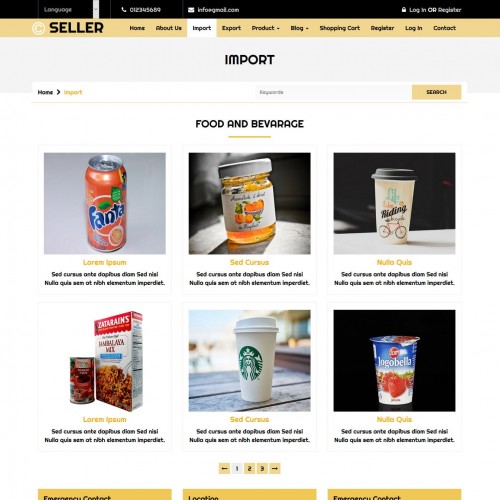 Language
012345689
info@gmail.com
Log In OR Register
© SELLER
Home About Us Import Export Product Blog Shopping Cart Register Log In Contact
IMPORT
Home > Import
Keywords
SEARCH
FOOD AND BEVARAGE
Fanta
Riding
Lorem Ipsum
Sed cursus ante dapibus diam Sed nisi
Nulla quis sem at nibh elementum imperdiet.
Sed Cursus
Sed cursus ante dapibus diam Sed nisi
Nulla quis sem at nibh elementum imperdiet.
Nulla Quis
Sed cursus ante dapibus diam Sed nisi
Nulla quis sem at nibh elementum imperdiet.
ZATARAIN'S
JAMBALAYA
MIX
Jogobella
Lorem Ipsum
Sed cursus ante dapibus diam Sed nisi
Nulla quis sem at nibh elementum imperdiet.
Sed Cursus
Sed cursus ante dapibus diam Sed nisi
Nulla quis sem at nibh elementum imperdiet.
Nulla Quis
Sed cursus ante dapibus diam Sed nisi
Nulla quis sem at nibh elementum imperdiet.
← 1 2 3 →
Emergency Contact
Location
Emergency Contact